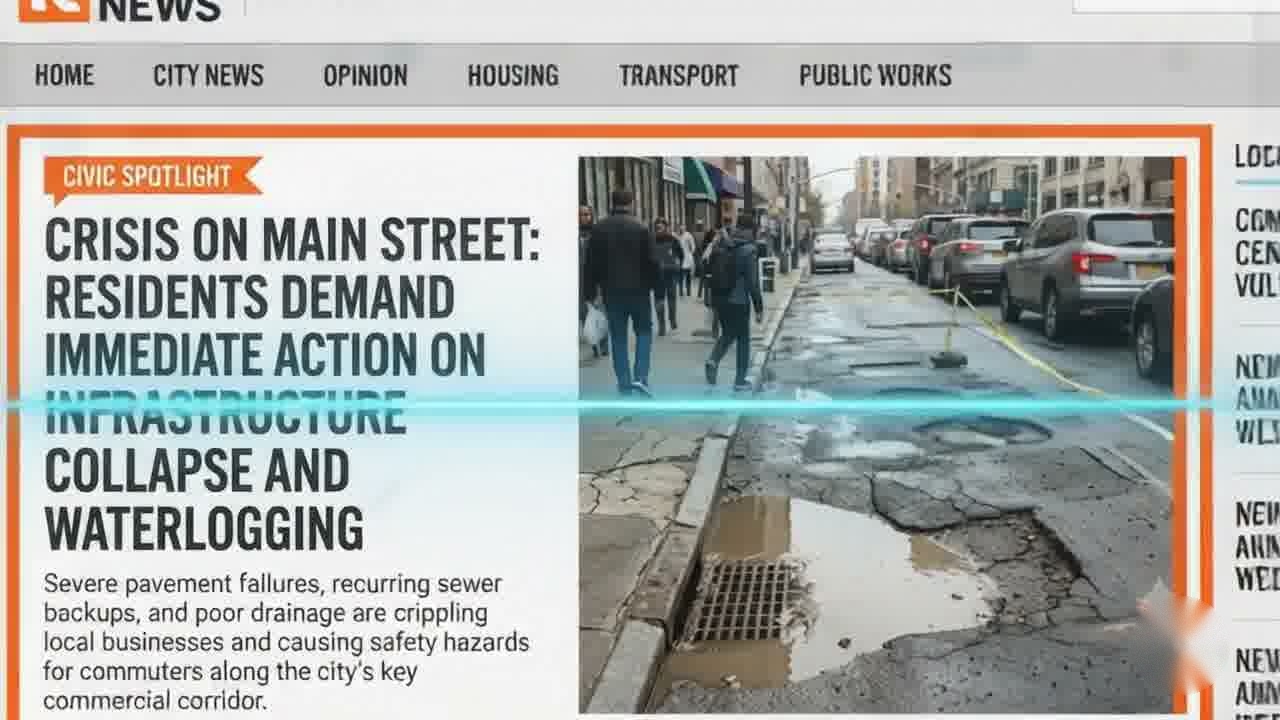 NEWS
HOME CITY NEWS OPINION HOUSING TRANSPORT PUBLIC WORKS
CIVIC SPOTLIGHT
CRISIS ON MAIN STREET:
RESIDENTS DEMAND
IMMEDIATE ACTION ON
INFRASTRUCTURE
COLLAPSE AND
WATERLOGGING
Severe pavement fallures, recurring sewer
backups, and poor drainage are crippling
local businesses and causing safety hazards
for commuters along the city's key
commercial corridor.